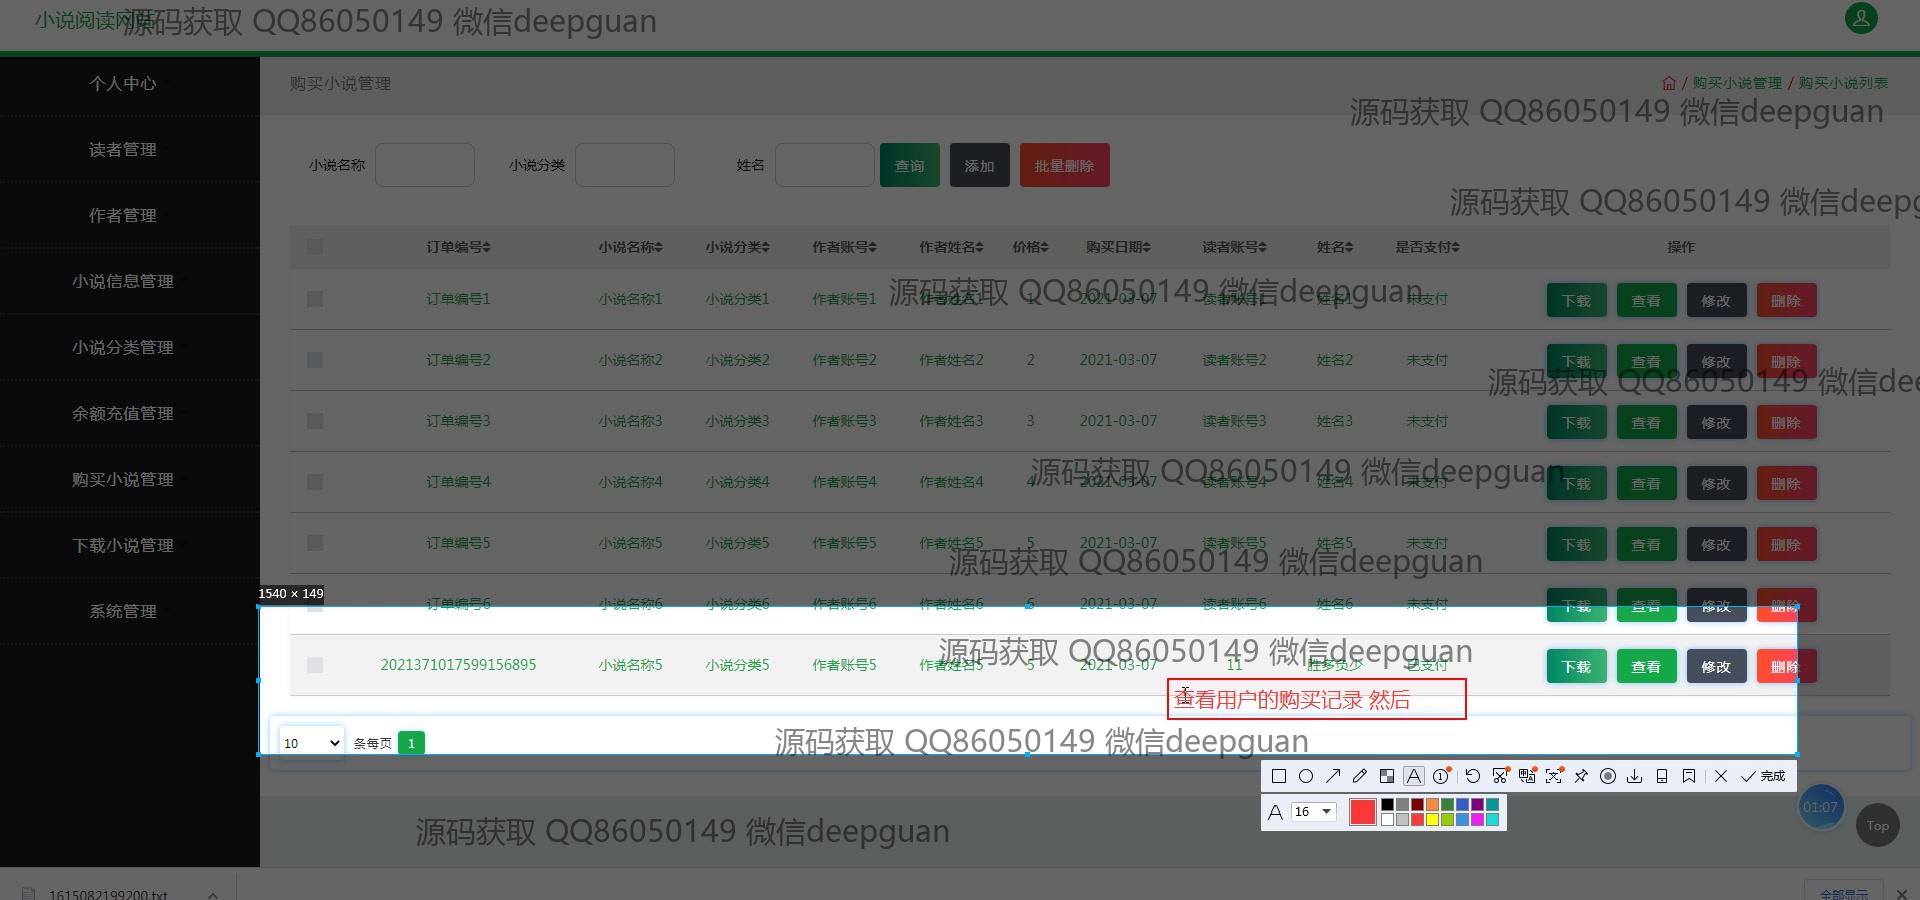 小说阅读网站
源码获取 QQ86050149 微信deepguan
个人中心
读者管理
作者管理
小说信息管理
小说分类管理
余额充值管理
购买小说管理
下载小说管理
系统管理
购买小说管理
/ 购买小说管理 / 购买小说列表
源码获取 QQ86050149 微信deepguan
小说名称 小说分类 姓名 查询 添加 批量删除
源码获取 QQ86050149 微信deepg
订单编号 小说名称 小说分类 作者账号 作者姓名 价格 购买日期 读者账号 姓名 是否支付 操作
订单编号1 小说名称1 小说分类1 作者账号1 作者姓名1 1 2021-03-07 读者账号1 姓名1 未支付 下载 查看 修改 删除
源码获取 QQ86050149 微信deepguan
订单编号2 小说名称2 小说分类2 作者账号2 作者姓名2 2 2021-03-07 读者账号2 姓名2 未支付 下载 查看 修改 删除
源码获取 QQ86050149 微信dee
订单编号3 小说名称3 小说分类3 作者账号3 作者姓名3 3 2021-03-07 读者账号3 姓名3 未支付 下载 查看 修改 删除
订单编号4 小说名称4 小说分类4 作者账号4 作者姓名4 4 2021-03-07 读者账号4 姓名4 未支付 下载 查看 修改 删除
源码获取 QQ86050149 微信deepguan
订单编号5 小说名称5 小说分类5 作者账号5 作者姓名5 5 2021-03-07 读者账号5 姓名5 未支付 下载 查看 修改 删除
源码获取 QQ86050149 微信deepguan
1540 × 149
订单编号6 小说名称6 小说分类6 作者账号6 作者姓名6 6 2021-03-07 读者账号6 姓名6 未支付 下载 查看 修改 删除
2021371017599156895 小说名称5 小说分类5 作者账号5 作者姓名5 5 2021-03-07 11 胜多负少 已支付 下载 查看 修改 删除
源码获取 QQ86050149 微信deepguan
查看用户的购买记录 然后
10 条每页 1
源码获取 QQ86050149 微信deepguan
完成
A 16
01:07
Top
源码获取 QQ86050149 微信deepguan
1615082199200.txt
全部显示